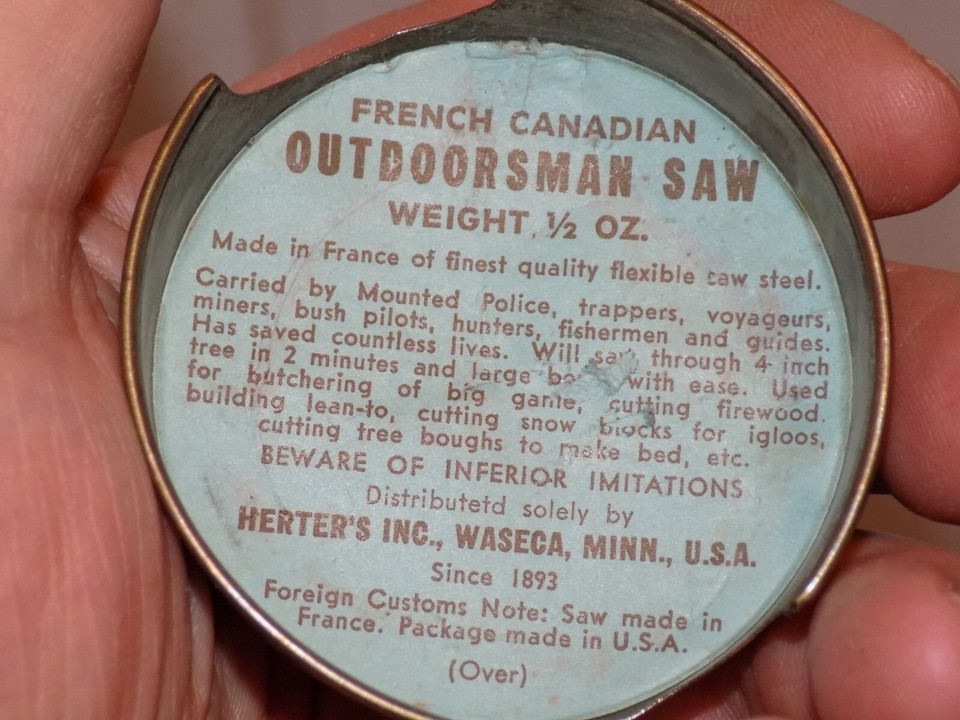 FRENCH CANADIAN
OUTDOORSMAN SAW
WEIGHT ½ OZ.
Made in France of finest quality flexible saw steel.
Carried by Mounted Police, trappers, voyageurs,
miners, bush pilots, hunters, fishermen and guides.
Has saved countless lives. Will saw through 4-inch
tree in 2 minutes and large with ease. Used
for butchering of big game, cutting firewood.
building lean-to, cutting snow blocks for igloos,
cutting tree boughs to make bed, etc.
BEWARE OF INFERIOR IMITATIONS
Distributetd solely by
HERTER'S INC., WASECA, MINN., U.S.A.
Since 1893
Foreign Customs Note: Saw made in
France. Package made in U.S.A.
(Over)